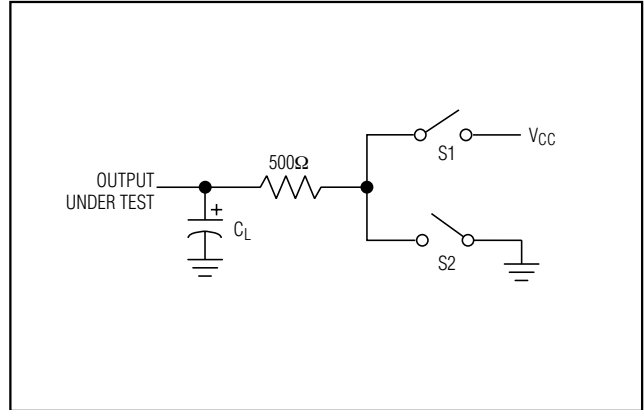 OUTPUT
UNDER TEST
500Ω
+
CL
S1
VCC
S2